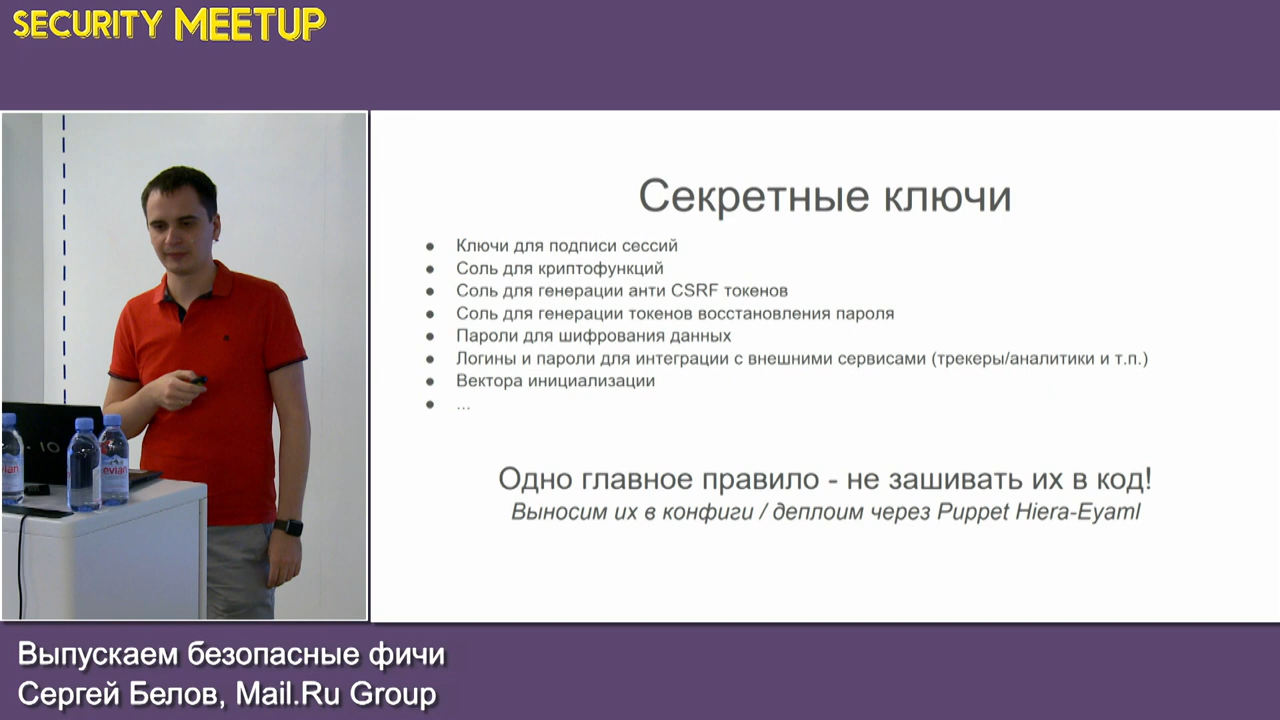 SECURITY MEETUP
Секретные ключи
Ключи для подписи сессий
Соль для криптофункций
Соль для генерации анти CSRF токенов
Соль для генерации токенов восстановления пароля
Пароли для шифрования данных
Логины и пароли для интеграции с внешними сервисами (трекеры/аналитики и т.п.)
Вектора инициализации
...
Одно главное правило - не зашивать их в код!
Выносим их в конфиги / деплоим через Puppet Hiera-Eyaml
evian
Выпускаем безопасные фичи
Сергей Белов, Mail.Ru Group